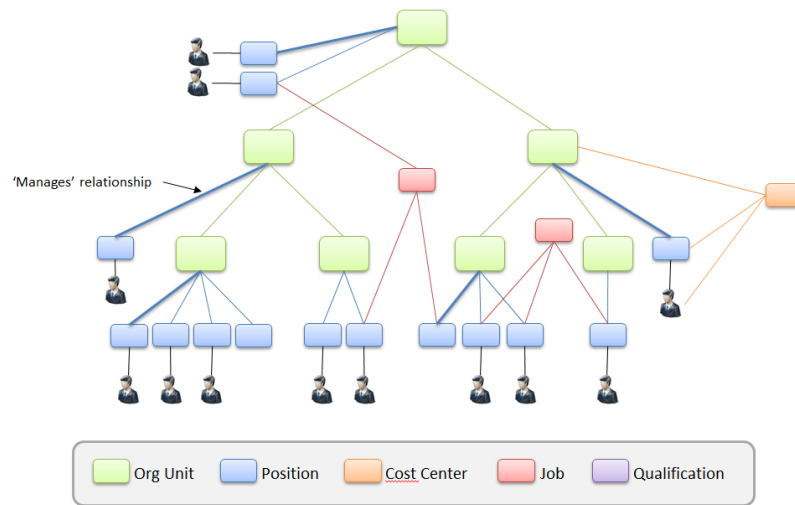 ‘Manages’ relationship
Org Unit
Position
Cost Center
Job
Qualification